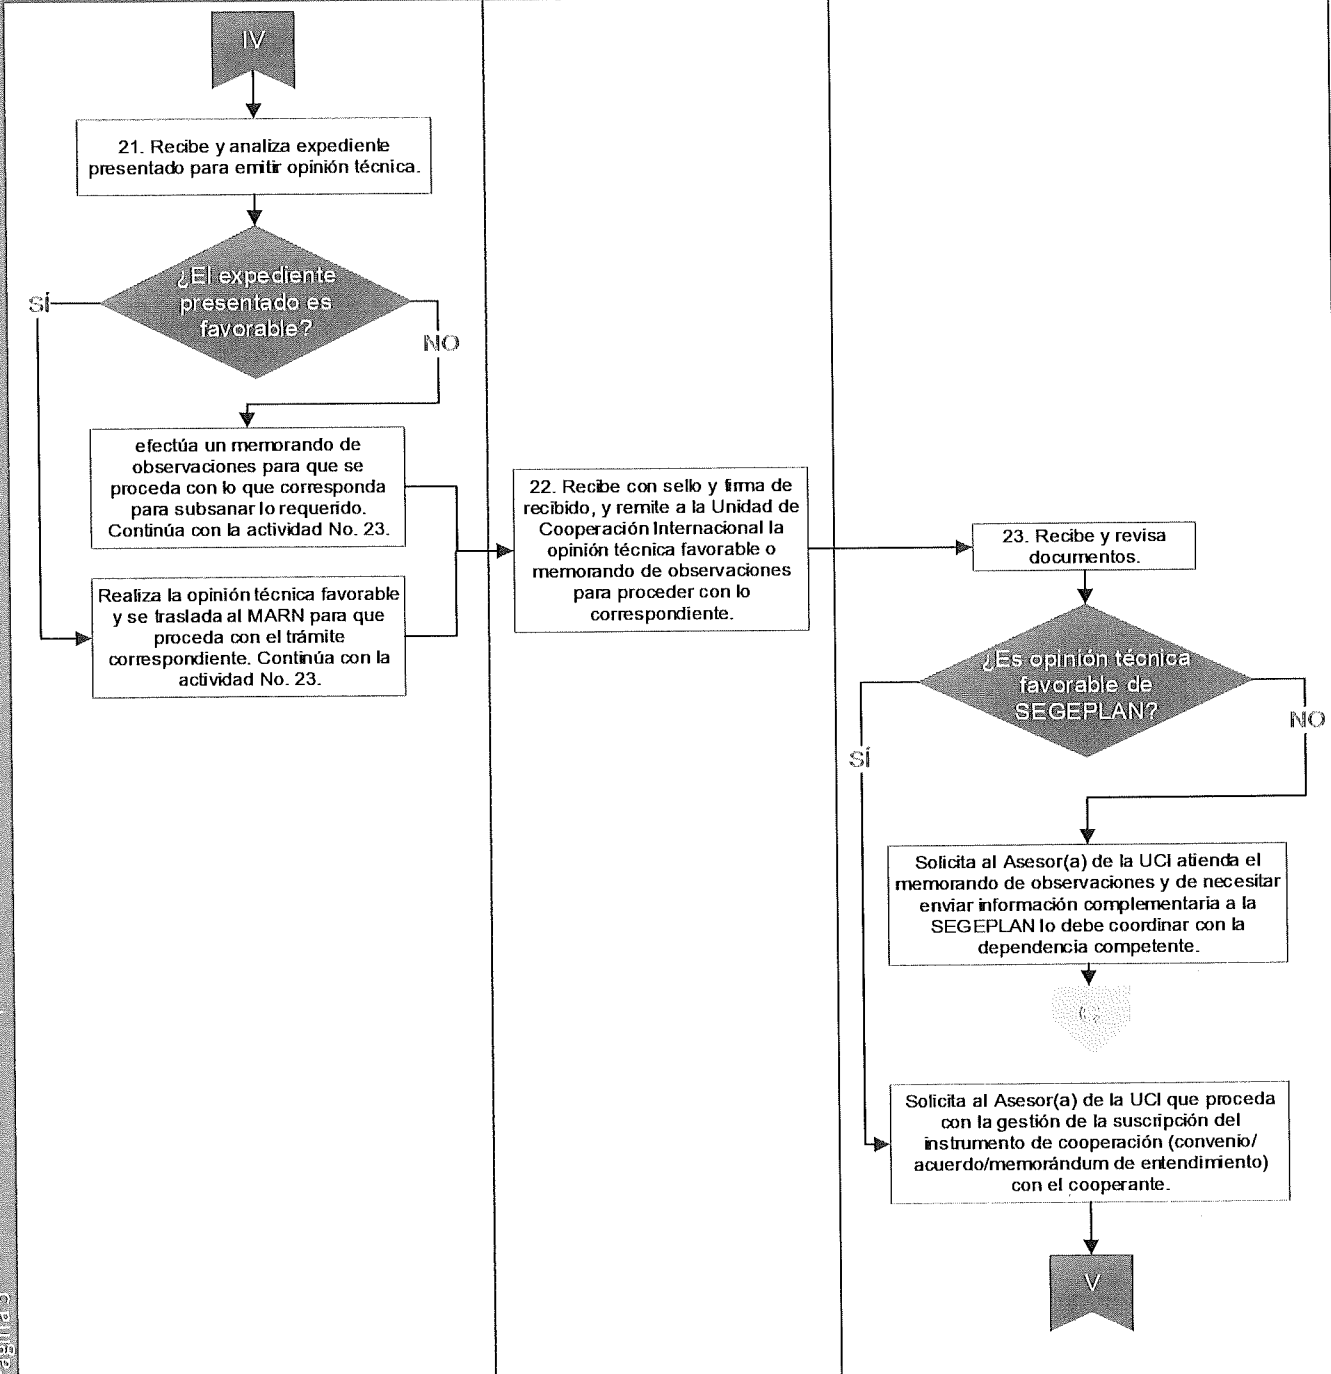 IV
21. Recibe y analiza expediente
presentado para emitir opinión técnica.
¿El expediente
presentado es
favorable?
SÍ
NO
efectúa un memorando de
observaciones para que se
proceda con lo que corresponda
para subsanar lo requerido.
Continúa con la actividad No. 23.
Realiza la opinión técnica favorable
y se traslada al MARN para que
proceda con el trámite
correspondiente. Continúa con la
actividad No. 23.
22. Recibe con sello y firma de
recibido, y remite a la Unidad de
Cooperación Internacional la
opinión técnica favorable o
memorando de observaciones
para proceder con lo
correspondiente.
23. Recibe y revisa
documentos.
¿Es opinión técnica
favorable de
SEGEPLAN?
SÍ
NO
Solicita al Asesor(a) de la UCI atienda el
memorando de observaciones y de necesitar
enviar información complementaria a la
SEGEPLAN lo debe coordinar con la
dependencia competente.
Solicita al Asesor(a) de la UCI que proceda
con la gestión de la suscripción del
instrumento de cooperación (convenio/
acuerdo/memorándum de entendimiento)
con el cooperante.
V